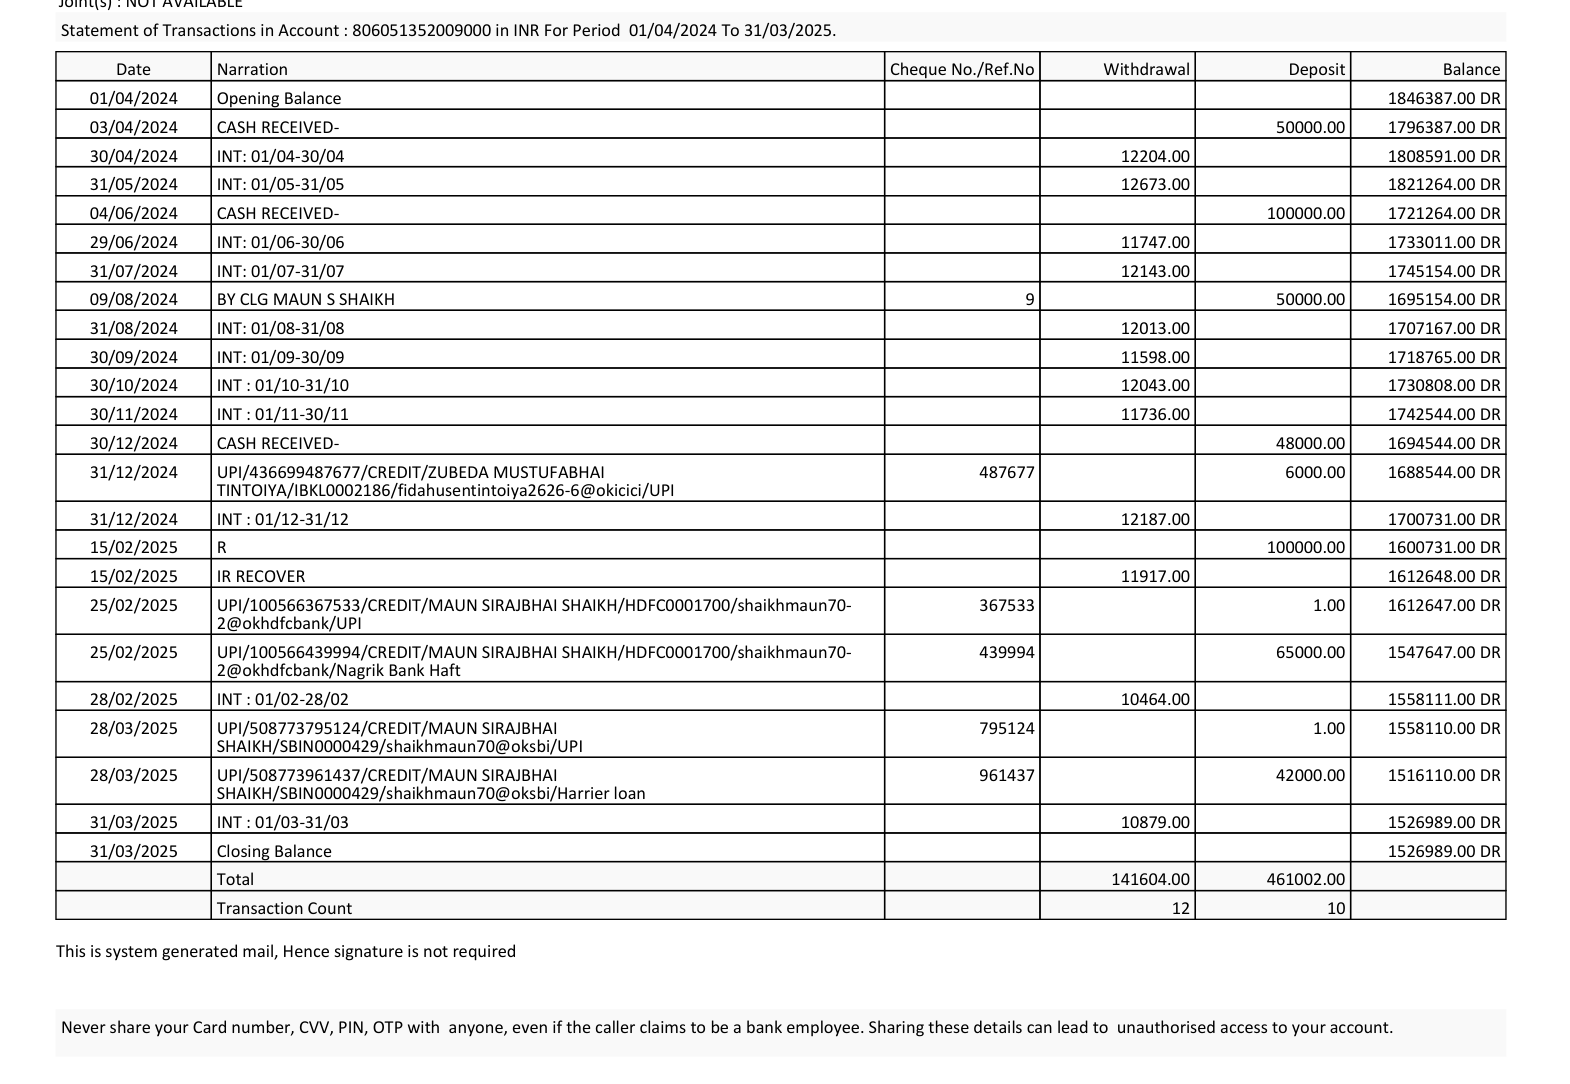 Joint(s) : NOT AVAILABLE
Statement of Transactions in Account : 806051352009000 in INR For Period  01/04/2024 To 31/03/2025.
Date Narration Cheque No./Ref.No Withdrawal Deposit Balance
01/04/2024 Opening Balance 1846387.00 DR
03/04/2024 CASH RECEIVED- 50000.00 1796387.00 DR
30/04/2024 INT: 01/04-30/04 12204.00 1808591.00 DR
31/05/2024 INT: 01/05-31/05 12673.00 1821264.00 DR
04/06/2024 CASH RECEIVED- 100000.00 1721264.00 DR
29/06/2024 INT: 01/06-30/06 11747.00 1733011.00 DR
31/07/2024 INT: 01/07-31/07 12143.00 1745154.00 DR
09/08/2024 BY CLG MAUN S SHAIKH 9 50000.00 1695154.00 DR
31/08/2024 INT: 01/08-31/08 12013.00 1707167.00 DR
30/09/2024 INT: 01/09-30/09 11598.00 1718765.00 DR
30/10/2024 INT : 01/10-31/10 12043.00 1730808.00 DR
30/11/2024 INT : 01/11-30/11 11736.00 1742544.00 DR
30/12/2024 CASH RECEIVED- 48000.00 1694544.00 DR
31/12/2024 UPI/436699487677/CREDIT/ZUBEDA MUSTUFABHAI 487677 6000.00 1688544.00 DR
TINTOIYA/IBKL0002186/fidahusentintoiya2626-6@okicici/UPI
31/12/2024 INT : 01/12-31/12 12187.00 1700731.00 DR
15/02/2025 R 100000.00 1600731.00 DR
15/02/2025 IR RECOVER 11917.00 1612648.00 DR
25/02/2025 UPI/100566367533/CREDIT/MAUN SIRAJBHAI SHAIKH/HDFC0001700/shaikhmaun70- 367533 1.00 1612647.00 DR
2@okhdfcbank/UPI
25/02/2025 UPI/100566439994/CREDIT/MAUN SIRAJBHAI SHAIKH/HDFC0001700/shaikhmaun70- 439994 65000.00 1547647.00 DR
2@okhdfcbank/Nagrik Bank Haft
28/02/2025 INT : 01/02-28/02 10464.00 1558111.00 DR
28/03/2025 UPI/508773795124/CREDIT/MAUN SIRAJBHAI 795124 1.00 1558110.00 DR
SHAIKH/SBIN0000429/shaikhmaun70@oksbi/UPI
28/03/2025 UPI/508773961437/CREDIT/MAUN SIRAJBHAI 961437 42000.00 1516110.00 DR
SHAIKH/SBIN0000429/shaikhmaun70@oksbi/Harrier loan
31/03/2025 INT : 01/03-31/03 10879.00 1526989.00 DR
31/03/2025 Closing Balance 1526989.00 DR
Total 141604.00 461002.00
Transaction Count 12 10
This is system generated mail, Hence signature is not required
Never share your Card number, CVV, PIN, OTP with  anyone, even if the caller claims to be a bank employee. Sharing these details can lead to  unauthorised access to your account.